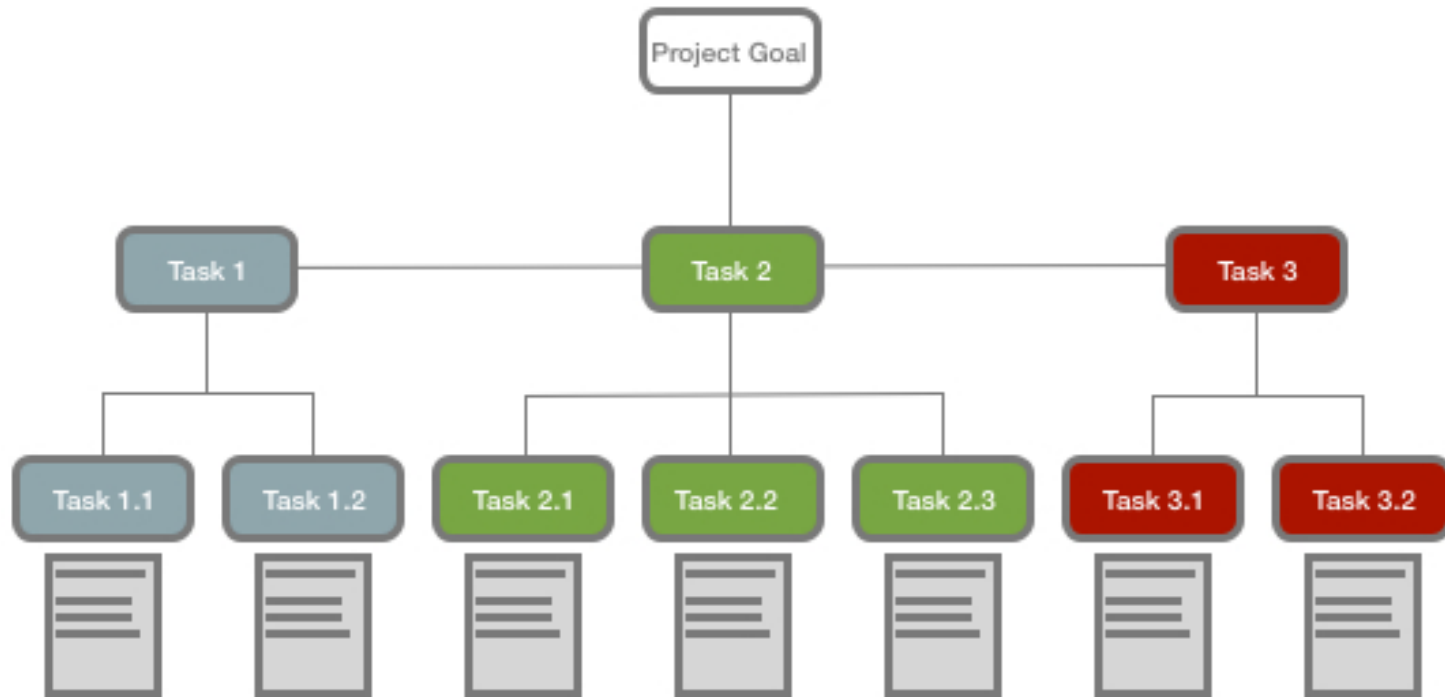 Project Goal
Task 1
Task 2
Task 3
Task 1.1
Task 1.2
Task 2.1
Task 2.2
Task 2.3
Task 3.1
Task 3.2